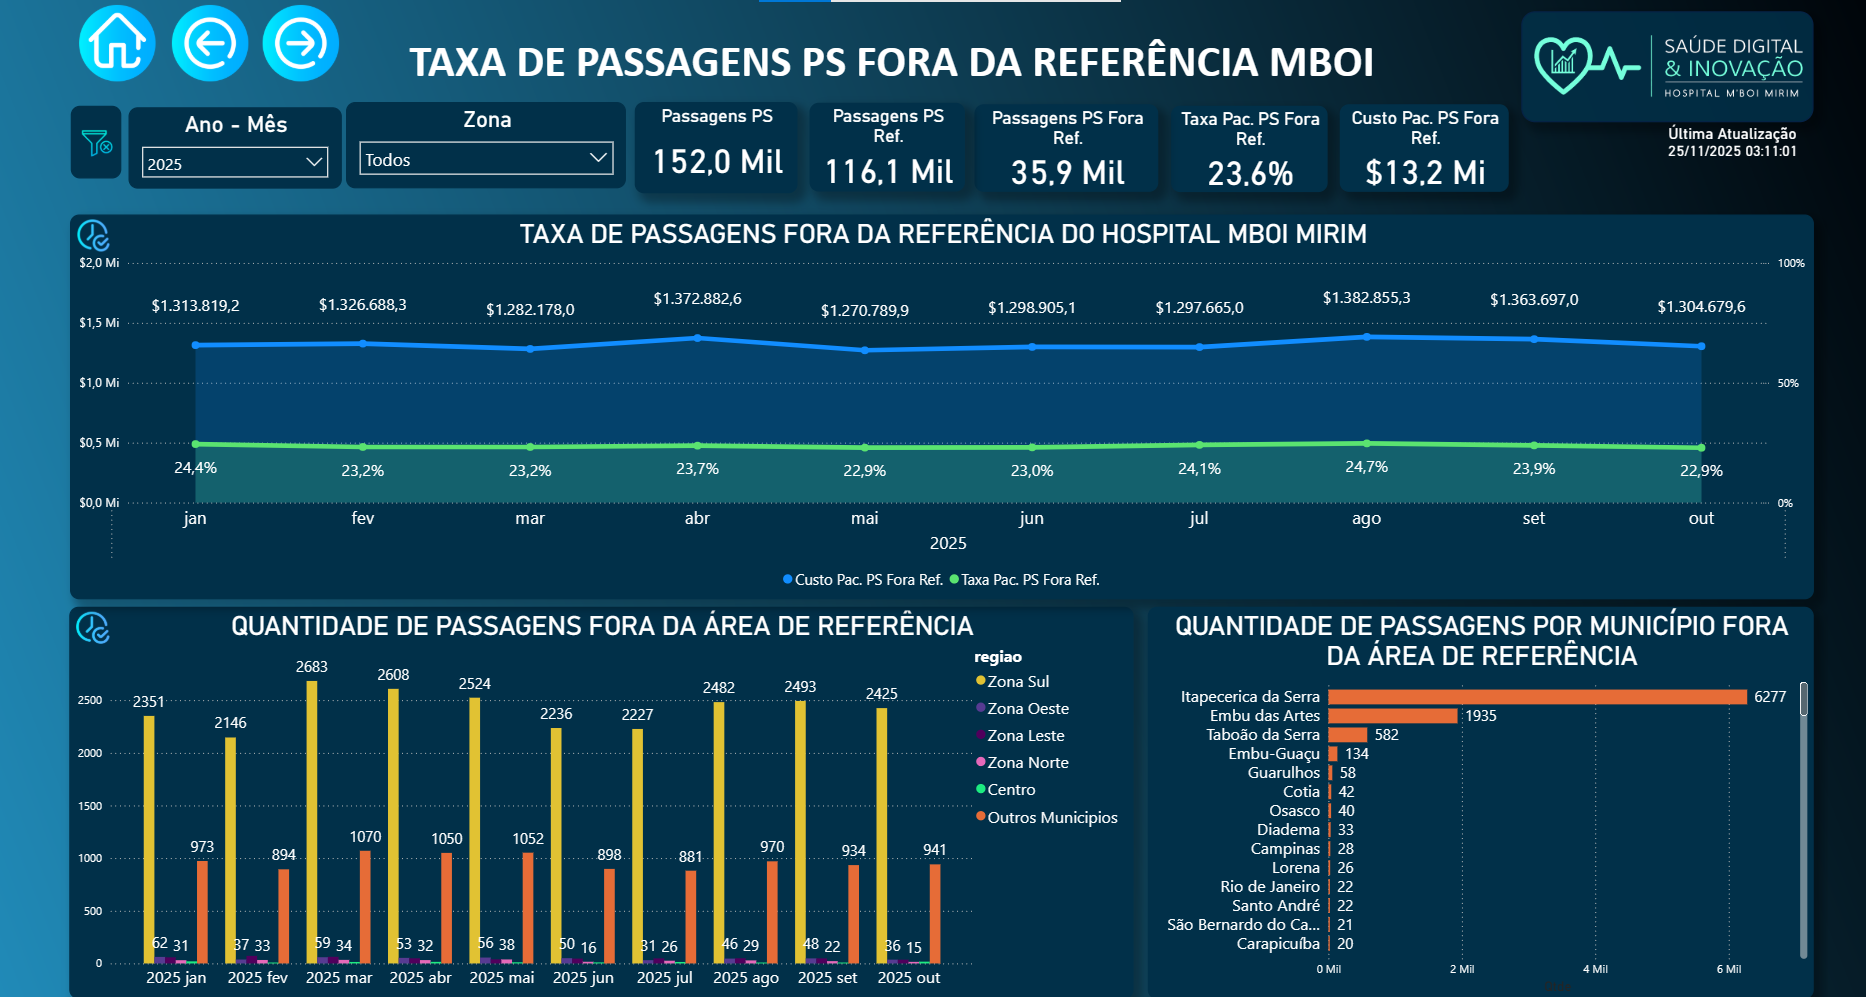 TAXA DE PASSAGENS PS FORA DA REFERÊNCIA MBOI
SAÚDE DIGITAL
& INOVAÇÃO
HOSPITAL M'BOI MIRIM
Última Atualização
25/11/2025 03:11:01
Ano - Mês
2025
Zona
Todos
Passagens PS
152,0 Mil
Passagens PS
Ref.
116,1 Mil
Passagens PS Fora
Ref.
35,9 Mil
Taxa Pac. PS Fora
Ref.
23,6%
Custo Pac. PS Fora
Ref.
$13,2 Mi
TAXA DE PASSAGENS FORA DA REFERÊNCIA DO HOSPITAL MBOI MIRIM
$2,0 Mi
100%
$1.313.819,2 $1.326.688,3 $1.282.178,0 $1.372.882,6 $1.270.789,9 $1.298.905,1 $1.297.665,0 $1.382.855,3 $1.363.697,0 $1.304.679,6
$1,5 Mi
$1,0 Mi
50%
$0,5 Mi
24,4% 23,2% 23,2% 23,7% 22,9% 23,0% 24,1% 24,7% 23,9% 22,9%
$0,0 Mi
0%
jan fev mar abr mai jun jul ago set out
2025
Custo Pac. PS Fora Ref. Taxa Pac. PS Fora Ref.
QUANTIDADE DE PASSAGENS FORA DA ÁREA DE REFERÊNCIA
regiao
Zona Sul
Zona Oeste
Zona Leste
Zona Norte
Centro
Outros Municipios
2500
2000
1500
1000
500
0
2351 2146 2683 2608 2524 2236 2227 2482 2493 2425
973 894 1070 1050 1052 898 881 970 934 941
62 31 37 33 59 34 53 32 56 38 50 16 31 26 46 29 48 22 36 15
2025 jan 2025 fev 2025 mar 2025 abr 2025 mai 2025 jun 2025 jul 2025 ago 2025 set 2025 out
QUANTIDADE DE PASSAGENS POR MUNICÍPIO FORA
DA ÁREA DE REFERÊNCIA
Itapecerica da Serra 6277
Embu das Artes 1935
Taboão da Serra 582
Embu-Guaçu 134
Guarulhos 58
Cotia 42
Osasco 40
Diadema 33
Campinas 28
Lorena 26
Rio de Janeiro 22
Santo André 22
São Bernardo do Ca... 21
Carapicuíba 20
0 Mil 2 Mil 4 Mil 6 Mil